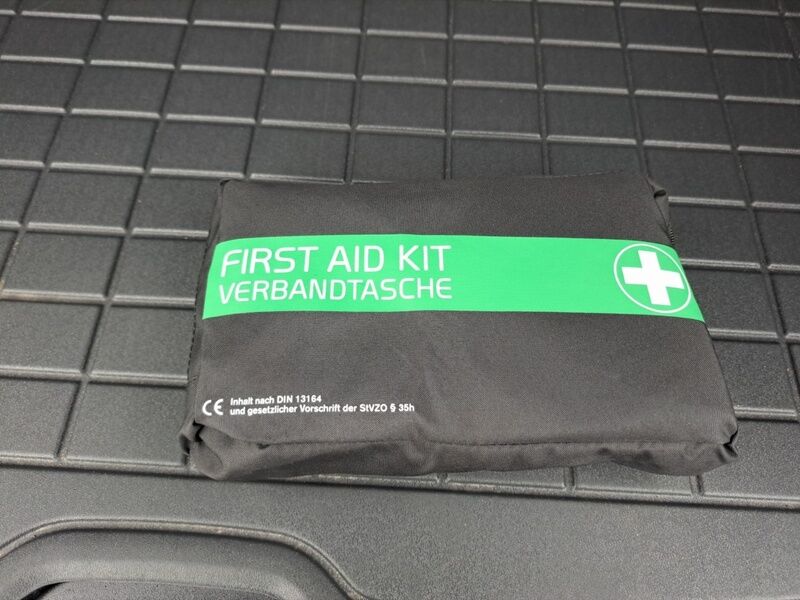 FIRST AID KIT
VERBANDTASCHE
CE Inhalt nach DIN 13164
und gesetzlicher Vorschrift der StVZO § 35h